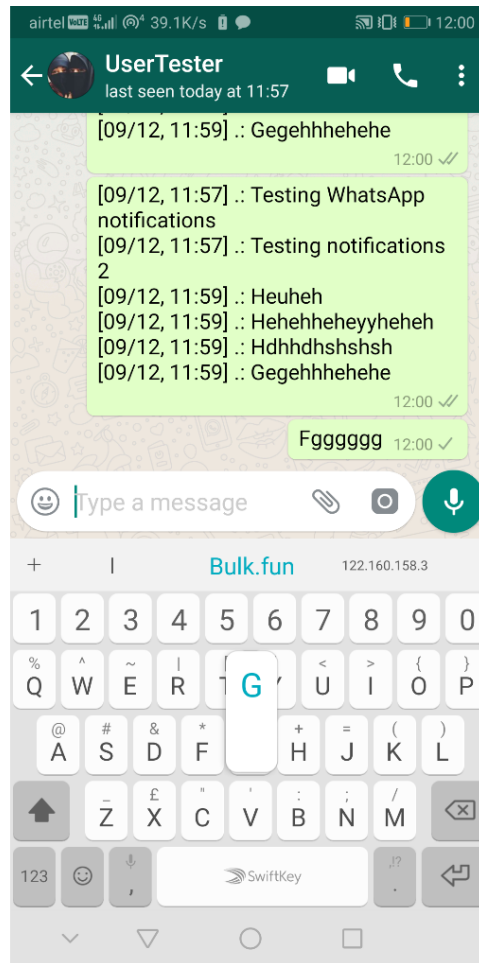 airtel VoLTE 4G 39.1K/s 12:00
UserTester
last seen today at 11:57
[09/12, 11:59] .: Gegehhhehehe
12:00
[09/12, 11:57] .: Testing WhatsApp
notifications
[09/12, 11:57] .: Testing notifications
2
[09/12, 11:59] .: Heuheh
[09/12, 11:59] .: Hehehheheyyheheh
[09/12, 11:59] .: Hdhhdhshshsh
[09/12, 11:59] .: Gegehhhehehe
12:00
Fgggggg 12:00
Type a message
+ | Bulk.fun 122.160.158.3
1 2 3 4 5 6 7 8 9 0
% ^ ~ | < > { }
Q W E R T G U I O P
@ # & * + = ( )
A S D F H J K L
_ £ " ' : ; /
Z X C V B N M
123 , SwiftKey ,!? .